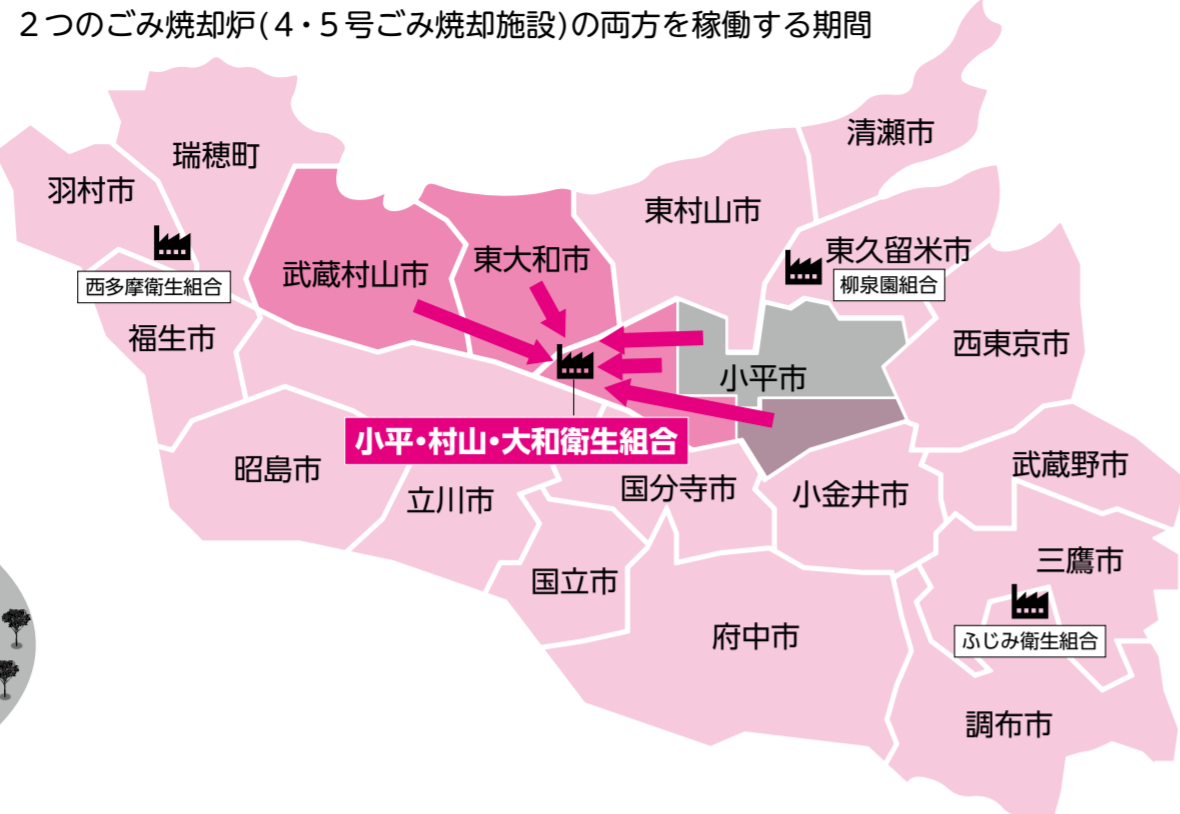 ２つのごみ焼却炉(４・５号ごみ焼却施設)の両方を稼働する期間
清瀬市
瑞穂町
羽村市
東村山市
東久留米市
武蔵村山市
東大和市
西多摩衛生組合
柳泉園組合
福生市
西東京市
小平市
小平・村山・大和衛生組合
昭島市
武蔵野市
立川市
国分寺市
小金井市
三鷹市
国立市
府中市
ふじみ衛生組合
調布市